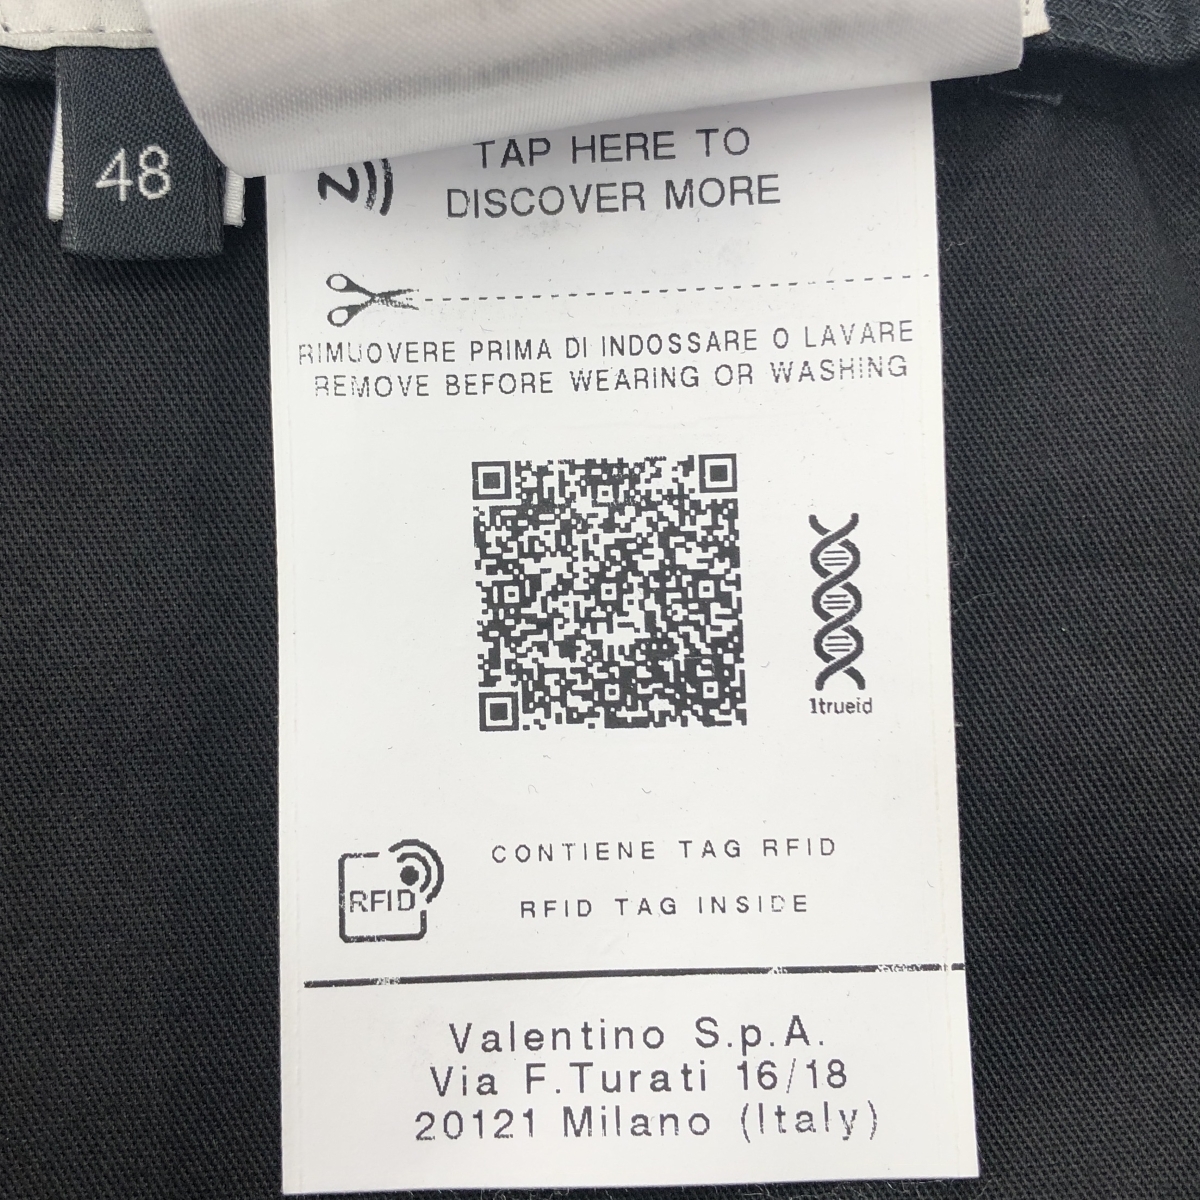 48
TAP HERE TO
DISCOVER MORE
RIMUOVERE PRIMA DI INDOSSARE O LAVARE
REMOVE BEFORE WEARING OR WASHING
1trueid
CONTIENE TAG RFID
RFID
RFID TAG INSIDE
Valentino S.p.A.
Via F.Turati 16/18
20121 Milano (Italy)